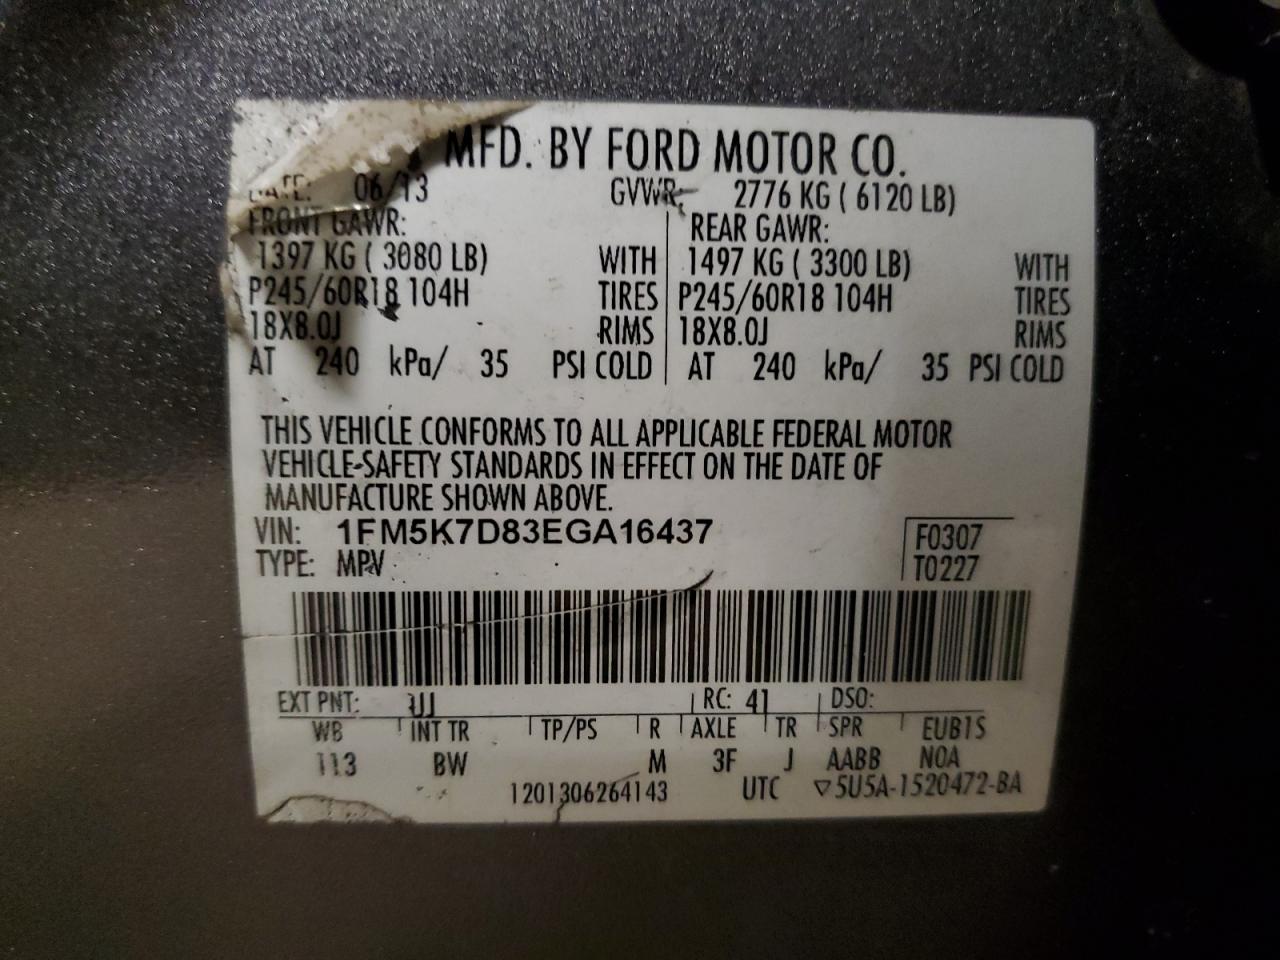 MFD. BY FORD MOTOR CO.
DATE: 06/13 GVWR: 2776 KG ( 6120 LB)
FRONT GAWR: REAR GAWR:
1397 KG ( 3080 LB) WITH 1497 KG ( 3300 LB) WITH
P245/60R18 104H TIRES P245/60R18 104H TIRES
18X8.0J RIMS 18X8.0J RIMS
AT 240 kPa/ 35 PSI COLD AT 240 kPa/ 35 PSI COLD
THIS VEHICLE CONFORMS TO ALL APPLICABLE FEDERAL MOTOR
VEHICLE-SAFETY STANDARDS IN EFFECT ON THE DATE OF
MANUFACTURE SHOWN ABOVE.
VIN: 1FM5K7D83EGA16437 F0307
TYPE: MPV T0227
EXT PNT: RC: 41 DSO:
WB INT TR TP/PS R AXLE TR SPR EUB1S
113 BW M 3F J AABB N0A
1201306264143 UTC ▽5U5A-1520472-BA